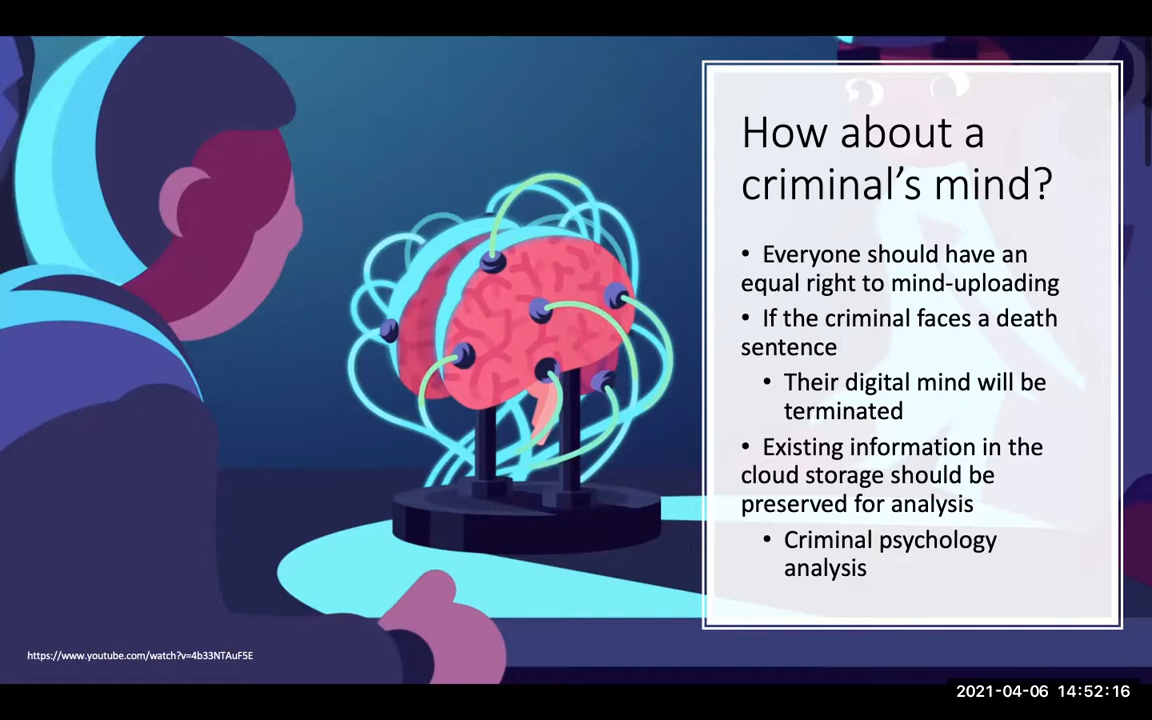 How about a
criminal's mind?
• Everyone should have an
equal right to mind-uploading
• If the criminal faces a death
sentence
• Their digital mind will be
terminated
• Existing information in the
cloud storage should be
preserved for analysis
• Criminal psychology
analysis
https://www.youtube.com/watch?v=4b33NTAuF5E
2021-04-06 14:52:16